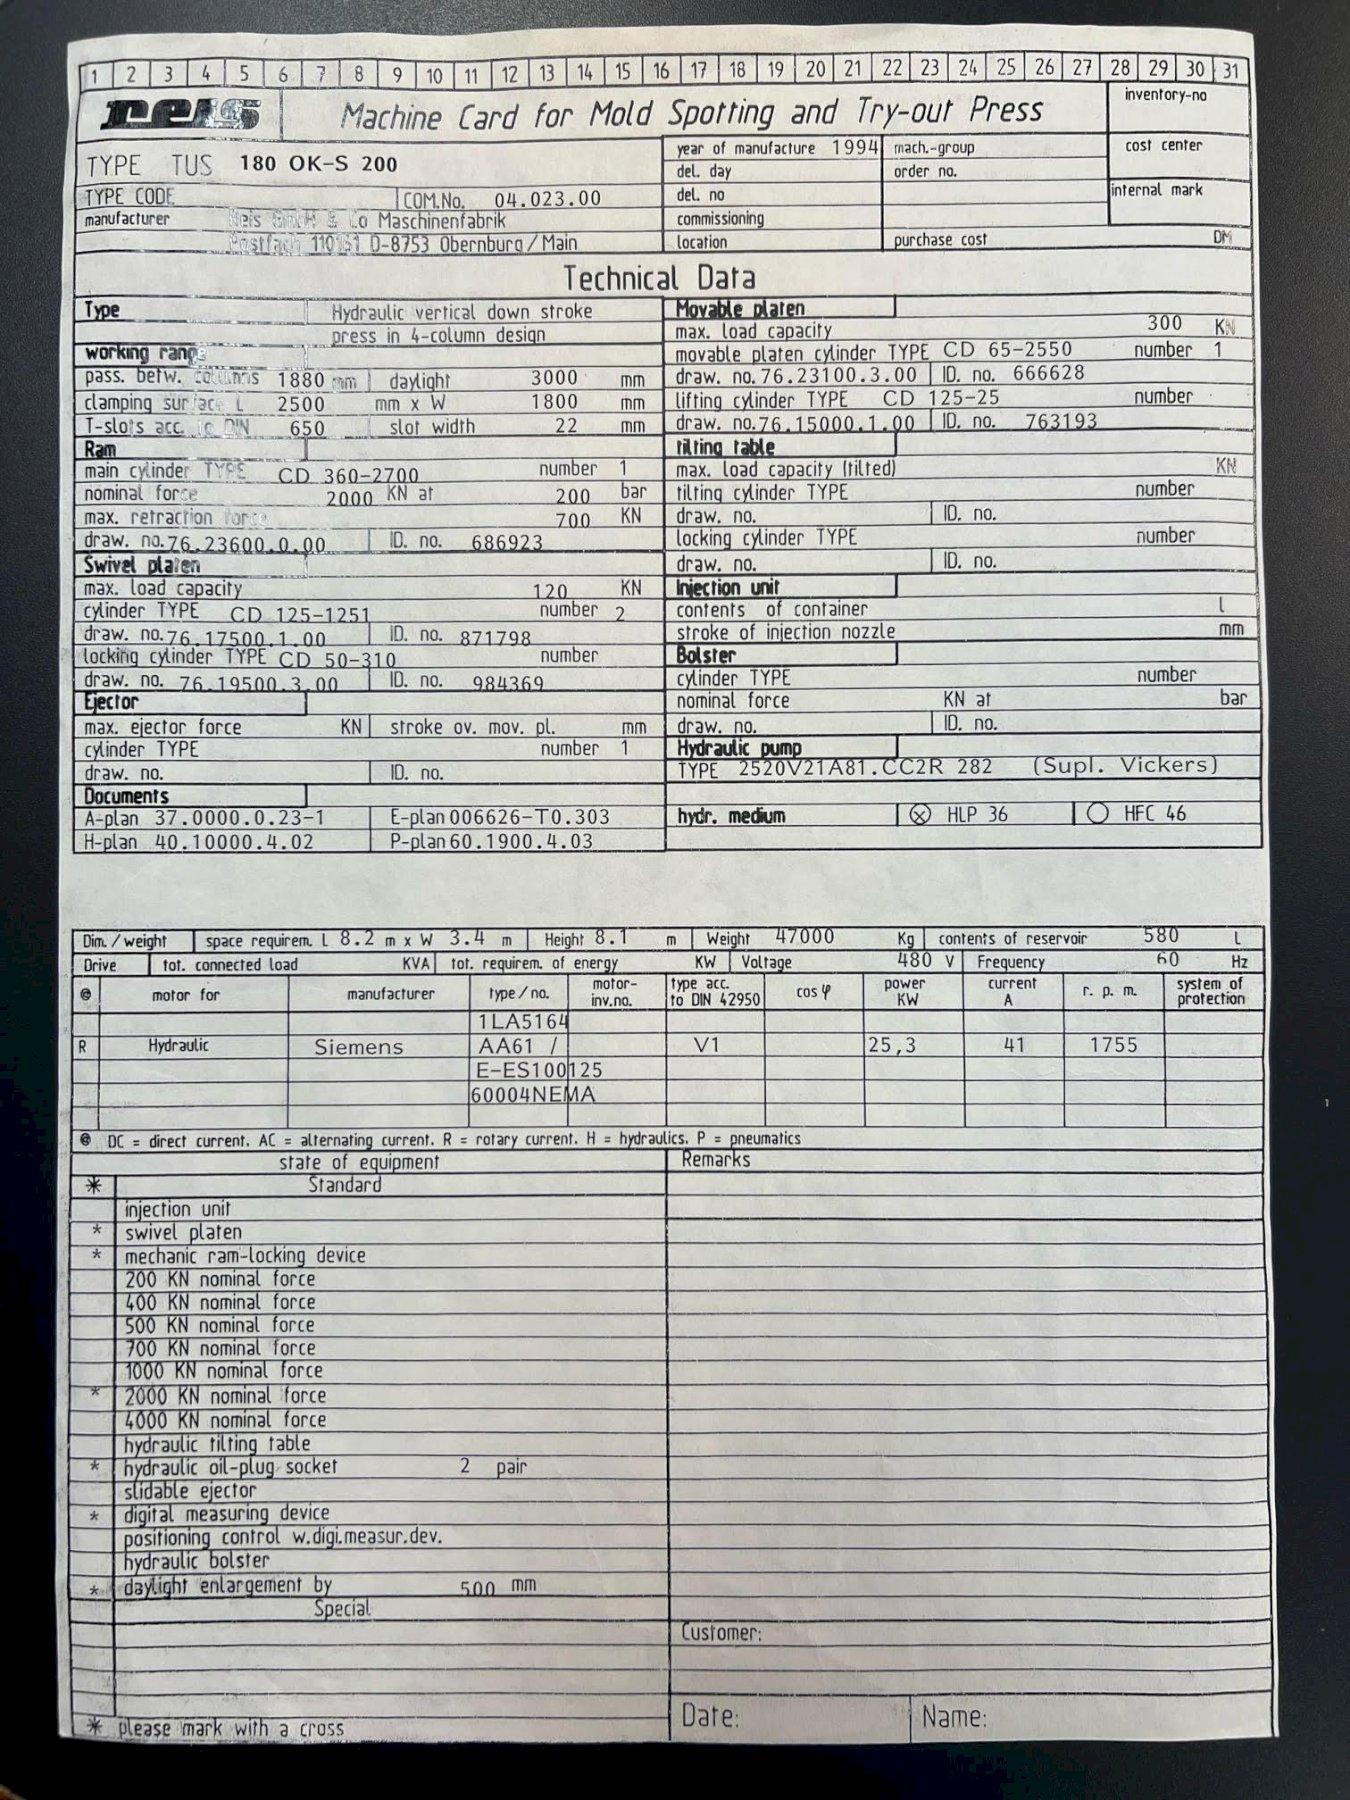 1 2 3 4 5 6 7 8 9 10 11 12 13 14 15 16 17 18 19 20 21 22 23 24 25 26 27 28 29 30 31
reis Machine Card for Mold Spotting and Try-out Press inventory-no
TYPE TUS 180 OK-S 200 year of manufacture 1994 mach.-group cost center
del. day order no.
TYPE CODE COM.No. 04.023.00 del. no internal mark
manufacturer Reis GmbH & Co Maschinenfabrik commissioning
Postfach 110161 D-8753 Obernburg/Main location purchase cost DM
Technical Data
Type Hydraulic vertical down stroke
press in 4-column design
working range
pass. betw. columns 1880 mm daylight 3000 mm
clamping surface L 2500 mm x W 1800 mm
T-slots acc. to DIN 650 slot width 22 mm
Ram
main cylinder TYPE CD 360-2700 number 1
nominal force 2000 KN at 200 bar
max. retraction force 700 KN
draw. no. 76.23600.0.00 ID. no. 686923
Swivel platen
max. load capacity 120 KN
cylinder TYPE CD 125-1251 number 2
draw. no. 76.17500.1.00 ID. no. 871798
locking cylinder TYPE CD 50-310 number
draw. no. 76.19500.3.00 ID. no. 984369
Ejector
max. ejector force KN stroke ov. mov. pl. mm
cylinder TYPE number 1
draw. no. ID. no.
Documents
A-plan 37.0000.0.23-1 E-plan 006626-T0.303
H-plan 40.10000.4.02 P-plan 60.1900.4.03
Movable platen
max. load capacity 300 KN
movable platen cylinder TYPE CD 65-2550 number 1
draw. no. 76.23100.3.00 ID. no. 666628
lifting cylinder TYPE CD 125-25 number
draw. no. 76.15000.1.00 ID. no. 763193
tilting table
max. load capacity (tilted) KN
tilting cylinder TYPE number
draw. no. ID. no.
locking cylinder TYPE number
draw. no. ID. no.
Injection unit
contents of container l
stroke of injection nozzle mm
Bolster
cylinder TYPE number
nominal force KN at bar
draw. no. ID. no.
Hydraulic pump
TYPE 2520V21A81.CC2R 282 (Supl. Vickers)
hydr. medium ⊗ HLP 36 ◯ HFC 46
Dim. / weight space requirem. L 8.2 m x W 3.4 m Height 8.1 m Weight 47000 Kg contents of reservoir 580 L
Drive tot. connected load KVA tot. requirem. of energy KW Voltage 480 V Frequency 60 Hz
@ motor for manufacturer type / no. motor-inv.no. type acc. to DIN 42950 cos φ power KW current A r. p. m. system of protection
1LA5164
R Hydraulic Siemens AA61 / V1 25,3 41 1755
E-ES100125
60004NEMA
@ DC = direct current. AC = alternating current. R = rotary current. H = hydraulics. P = pneumatics
state of equipment Remarks
* Standard
injection unit
* swivel platen
* mechanic ram-locking device
200 KN nominal force
400 KN nominal force
500 KN nominal force
700 KN nominal force
1000 KN nominal force
* 2000 KN nominal force
4000 KN nominal force
hydraulic tilting table
* hydraulic oil-plug socket 2 pair
slidable ejector
* digital measuring device
positioning control w.digi.measur.dev.
hydraulic bolster
* daylight enlargement by 500 mm
Special
Customer:
Date: Name:
* please mark with a cross